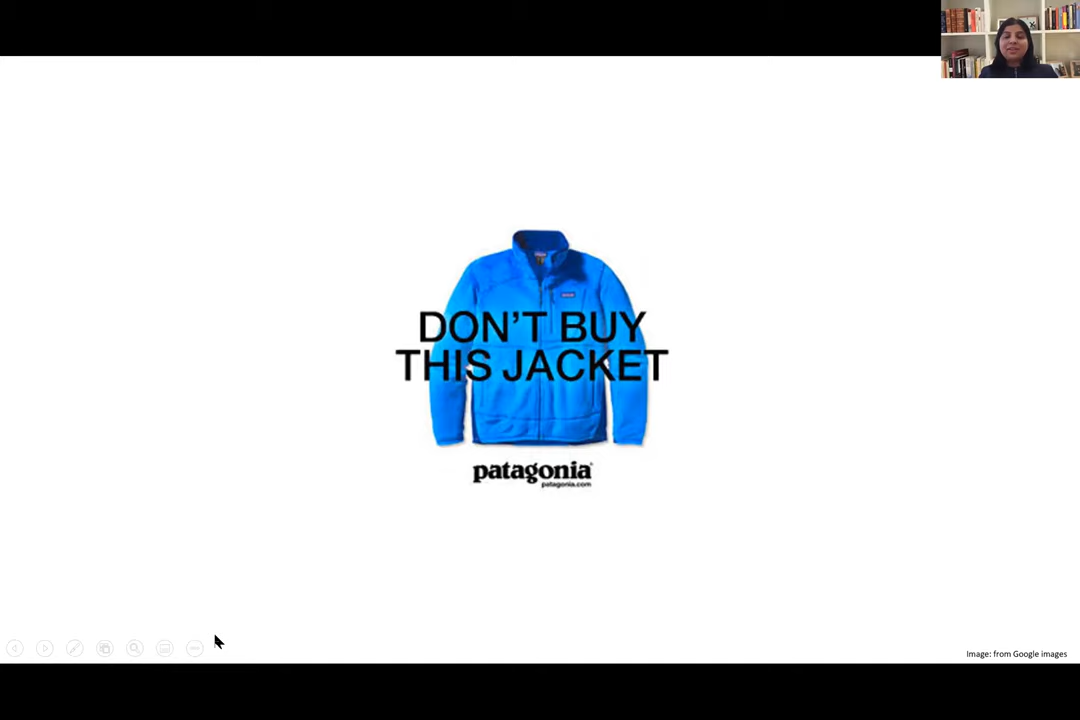 DON'T BUY
THIS JACKET
patagonia®
patagonia.com
Image: from Google images